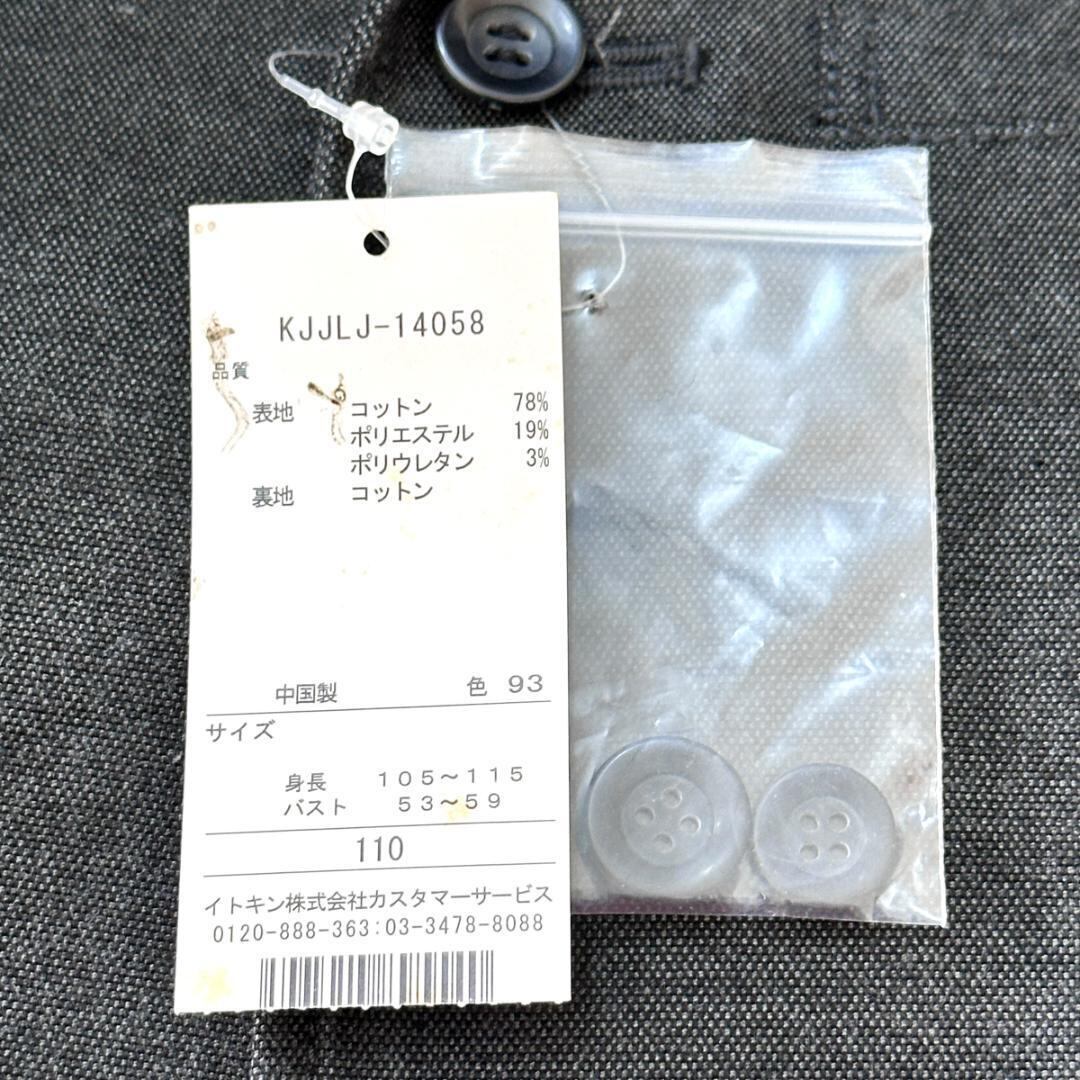 KJJLJ-14058
品質
表地 コットン 78%
ポリエステル 19%
ポリウレタン 3%
裏地 コットン
中国製 色 93
サイズ
身長 105〜115
バスト 53〜59
110
イトキン株式会社カスタマーサービス
0120-888-363:03-3478-8088